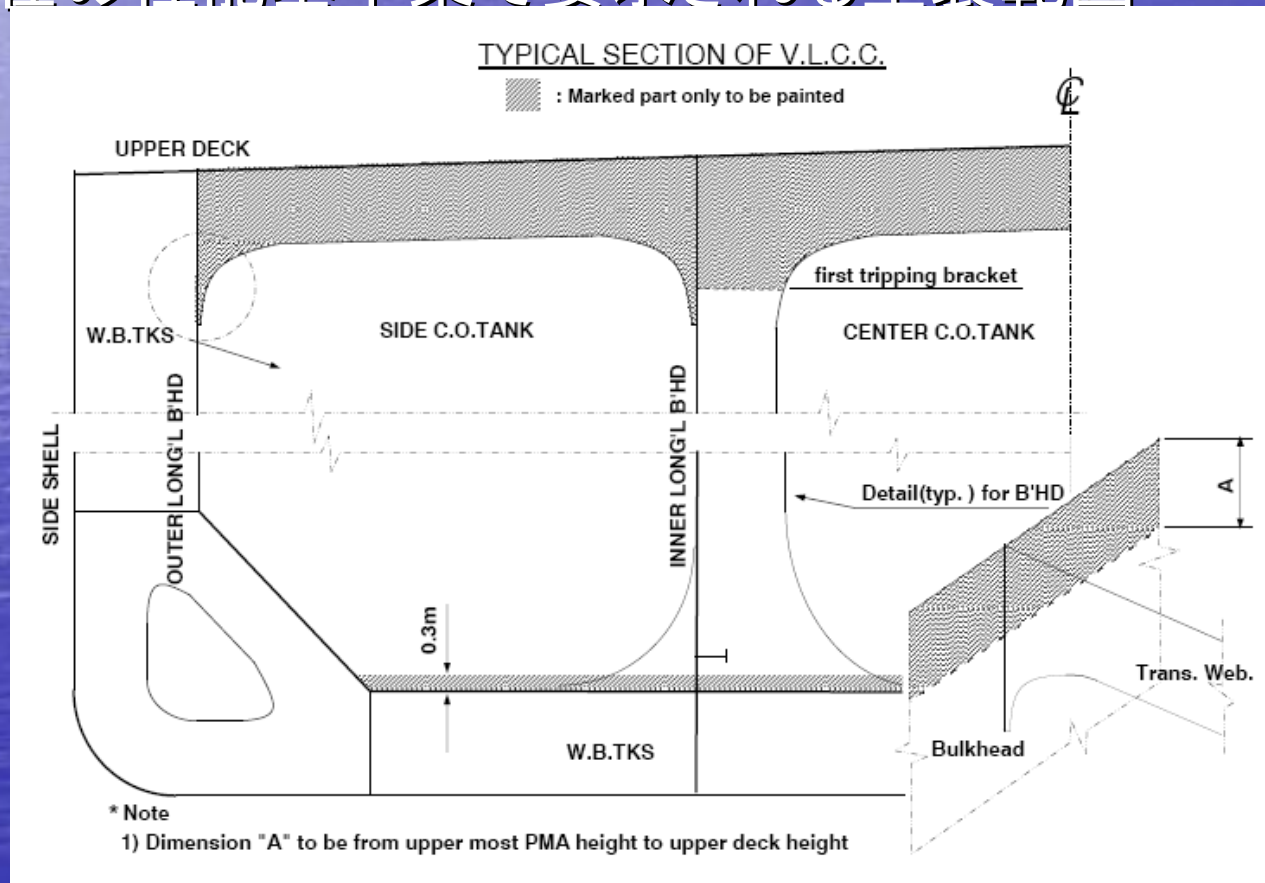 TYPICAL SECTION OF V.L.C.C.
: Marked part only to be painted
UPPER DECK
first tripping bracket
W.B.TKS
SIDE C.O.TANK
CENTER C.O.TANK
SIDE SHELL
OUTER LONG'L B'HD
INNER LONG'L B'HD
Detail(typ. ) for B'HD
A
0.3m
Trans. Web.
Bulkhead
W.B.TKS
* Note
1) Dimension "A" to be from upper most PMA height to upper deck height